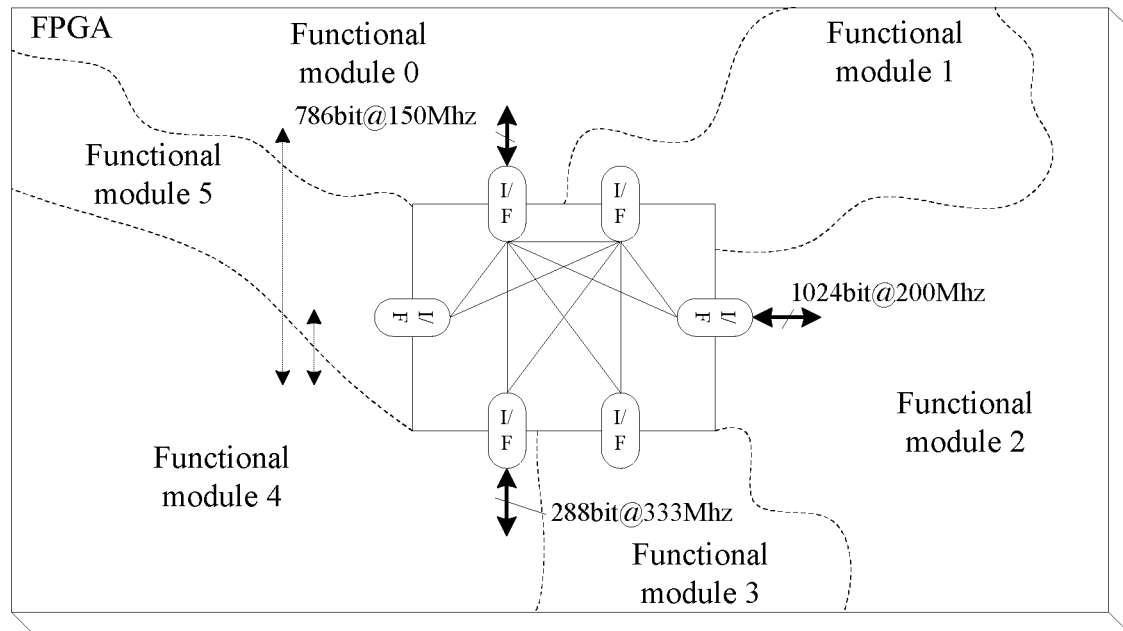 FPGA
Functional
module 0
786bit@150Mhz
Functional
module 1
Functional
module 5
I/
F
I/
F
I/
F
I/
F
1024bit@200Mhz
Functional
module 2
I/
F
I/
F
Functional
module 4
288bit@333Mhz
Functional
module 3